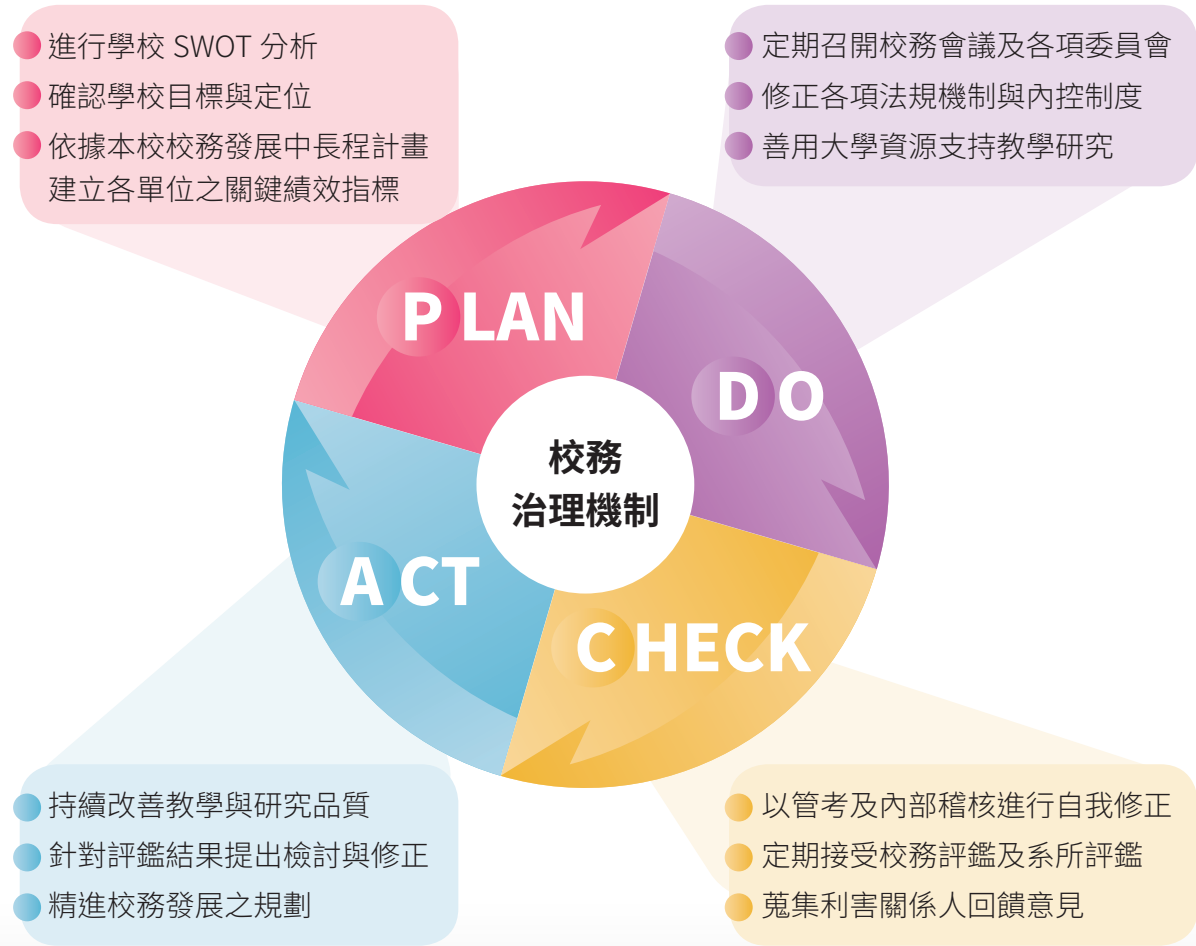 進行學校 SWOT 分析
確認學校目標與定位
依據本校校務發展中長程計畫
建立各單位之關鍵績效指標
定期召開校務會議及各項委員會
修正各項法規機制與內控制度
善用大學資源支持教學研究
PLAN
DO
校務
治理機制
ACT
CHECK
持續改善教學與研究品質
針對評鑑結果提出檢討與修正
精進校務發展之規劃
以管考及內部稽核進行自我修正
定期接受校務評鑑及系所評鑑
蒐集利害關係人回饋意見